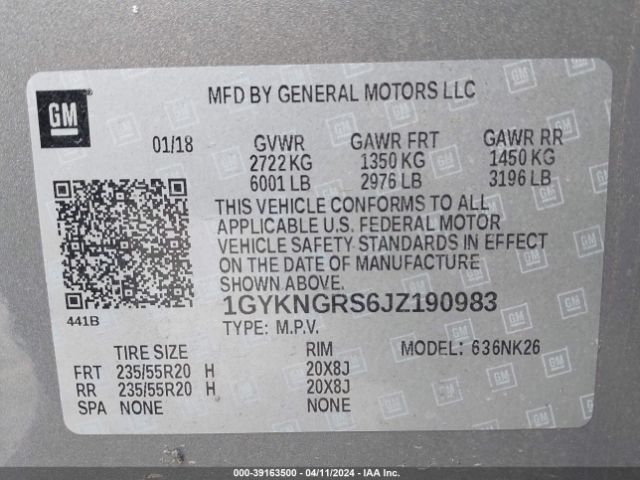 GM
MFD BY GENERAL MOTORS LLC
01/18 GVWR GAWR FRT GAWR RR
2722 KG 1350 KG 1450 KG
6001 LB 2976 LB 3196 LB
THIS VEHICLE CONFORMS TO ALL
APPLICABLE U.S. FEDERAL MOTOR
VEHICLE SAFETY STANDARDS IN EFFECT
ON THE DATE OF MANUFACTURE
SHOWN ABOVE.
441B
1GYKNGRS6JZ190983
TYPE: M.P.V.
TIRE SIZE RIM MODEL: 636NK26
FRT 235/55R20 H 20X8J
RR 235/55R20 H 20X8J
SPA NONE NONE
000-39163500 / 04/11/2024 - IAA Inc.